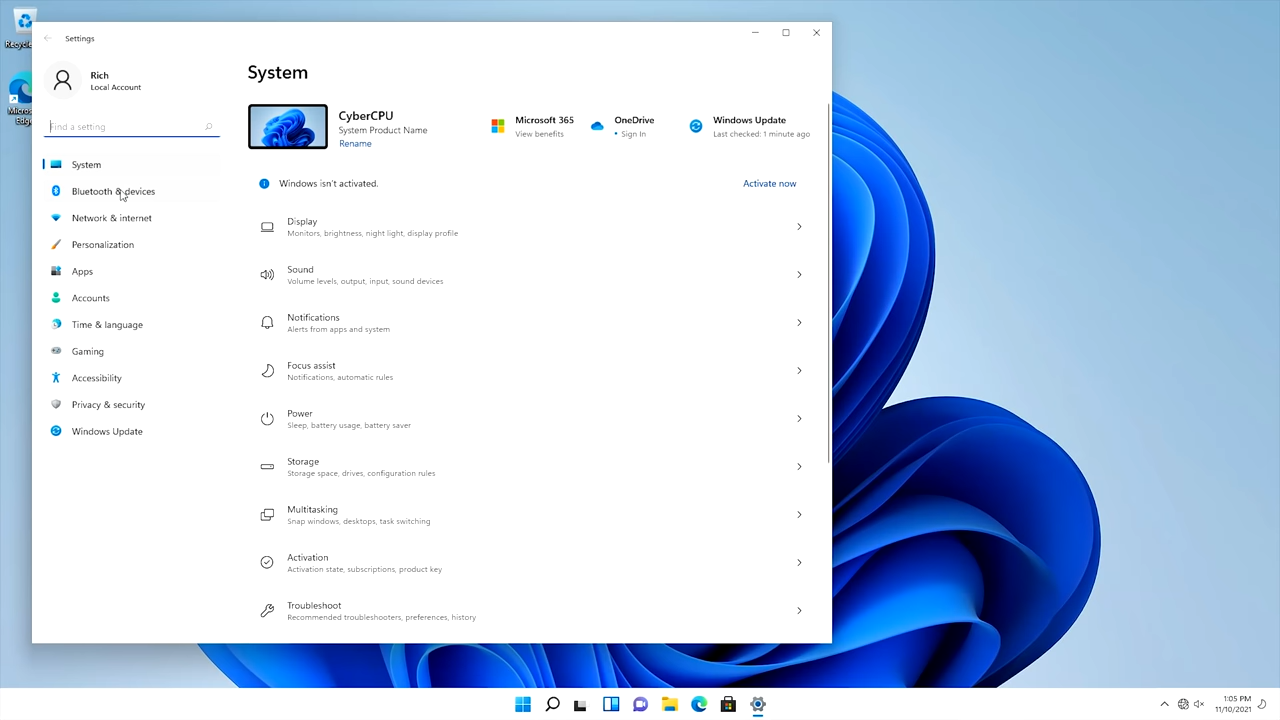 Settings
Rich
Local Account
Find a setting
System
Bluetooth & devices
Network & internet
Personalization
Apps
Accounts
Time & language
Gaming
Accessibility
Privacy & security
Windows Update
System
CyberCPU
System Product Name
Rename
Microsoft 365
View benefits
OneDrive
• Sign In
Windows Update
Last checked: 1 minute ago
Windows isn't activated.
Activate now
Display
Monitors, brightness, night light, display profile
Sound
Volume levels, output, input, sound devices
Notifications
Alerts from apps and system
Focus assist
Notifications, automatic rules
Power
Sleep, battery usage, battery saver
Storage
Storage space, drives, configuration rules
Multitasking
Snap windows, desktops, task switching
Activation
Activation state, subscriptions, product key
Troubleshoot
Recommended troubleshooters, preferences, history
1:05 PM
11/10/2021